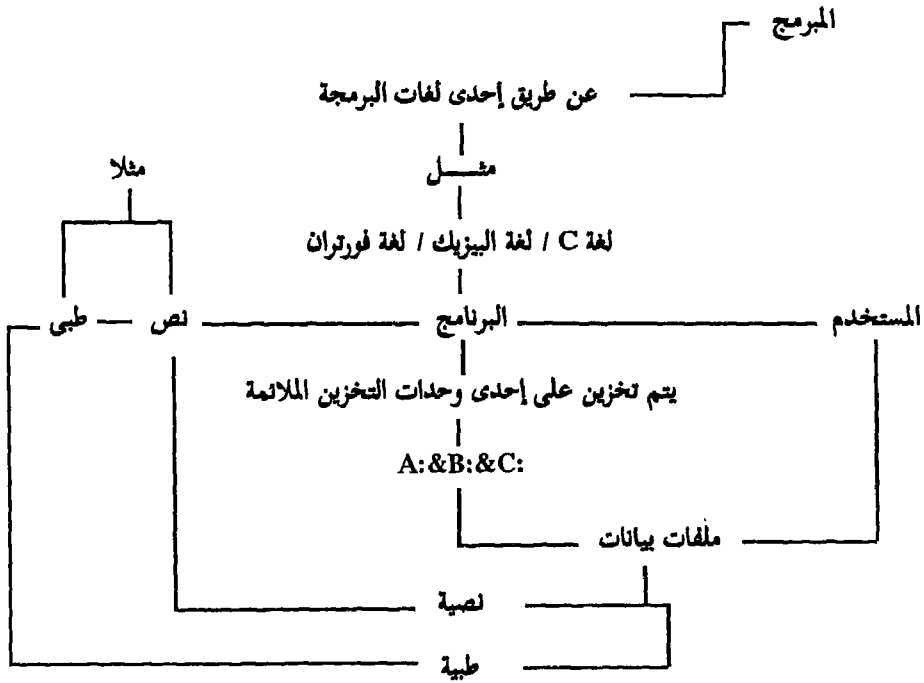 المبرمج
عن طريق إحدى لغات البرمجة
مثلا
مثــل
لغة C / لغة البيزيك / لغة فورتران
المستخدم البرنامج نص طبى
يتم تخزين على إحدى وحدات التخزين الملائمة
A:&B:&C:
ملفات بيانات
نصية
طبية